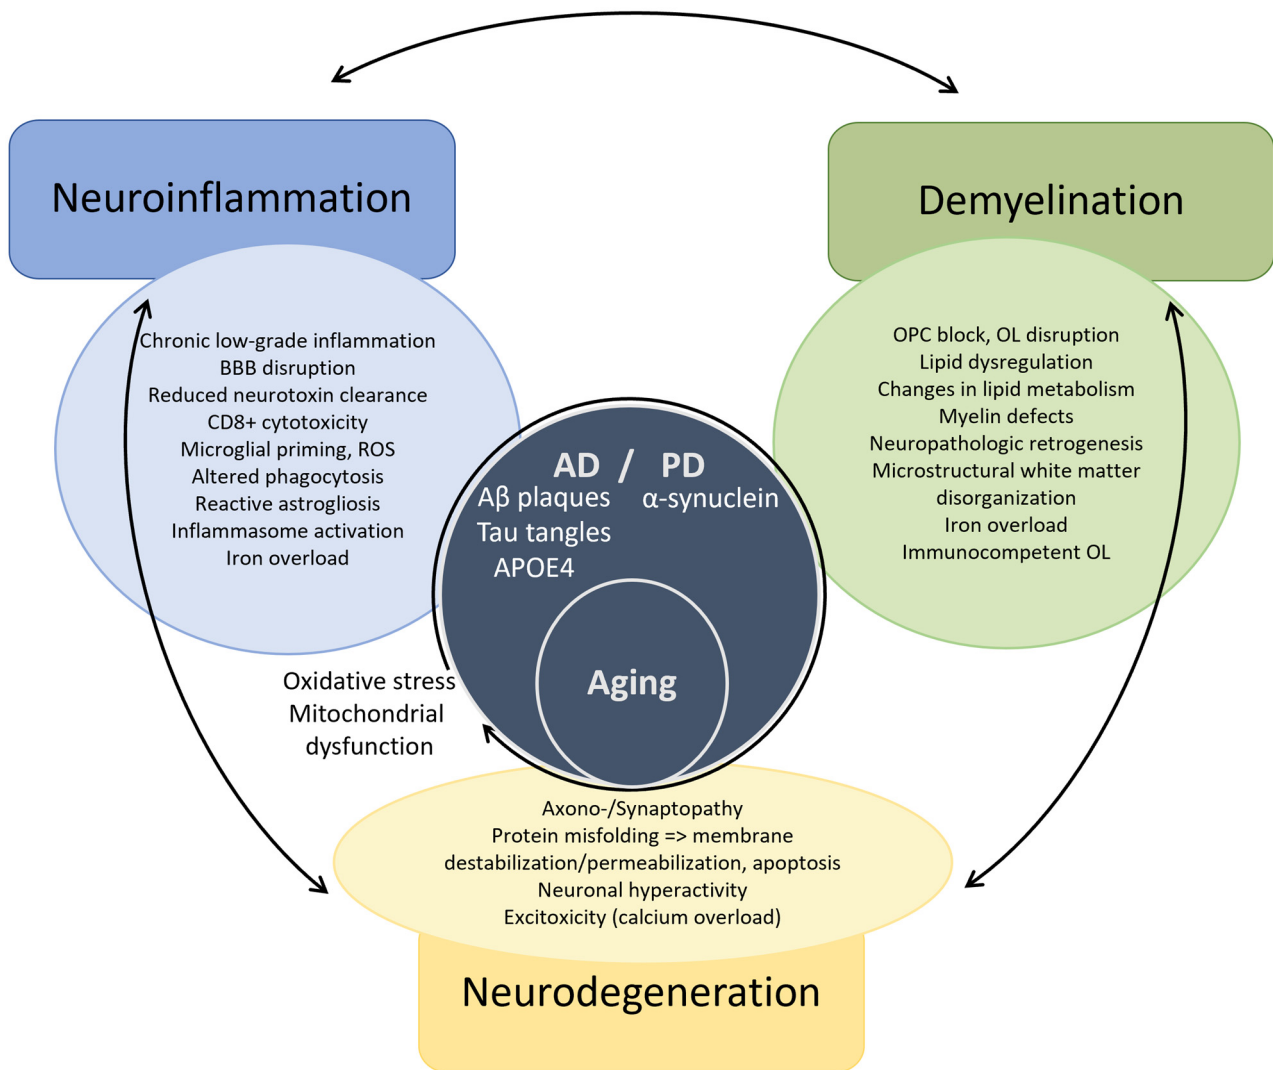 Neuroinflammation
Demyelination
Chronic low-grade inflammation
BBB disruption
Reduced neurotoxin clearance
CD8+ cytotoxicity
Microglial priming, ROS
Altered phagocytosis
Reactive astrogliosis
Inflammasome activation
Iron overload
OPC block, OL disruption
Lipid dysregulation
Changes in lipid metabolism
Myelin defects
Neuropathologic retrogenesis
Microstructural white matter
disorganization
Iron overload
Immunocompetent OL
AD / PD
Aβ plaques α-synuclein
Tau tangles
APOE4
Aging
Oxidative stress
Mitochondrial
dysfunction
Axono-/Synaptopathy
Protein misfolding => membrane
destabilization/permeabilization, apoptosis
Neuronal hyperactivity
Excitoxicity (calcium overload)
Neurodegeneration